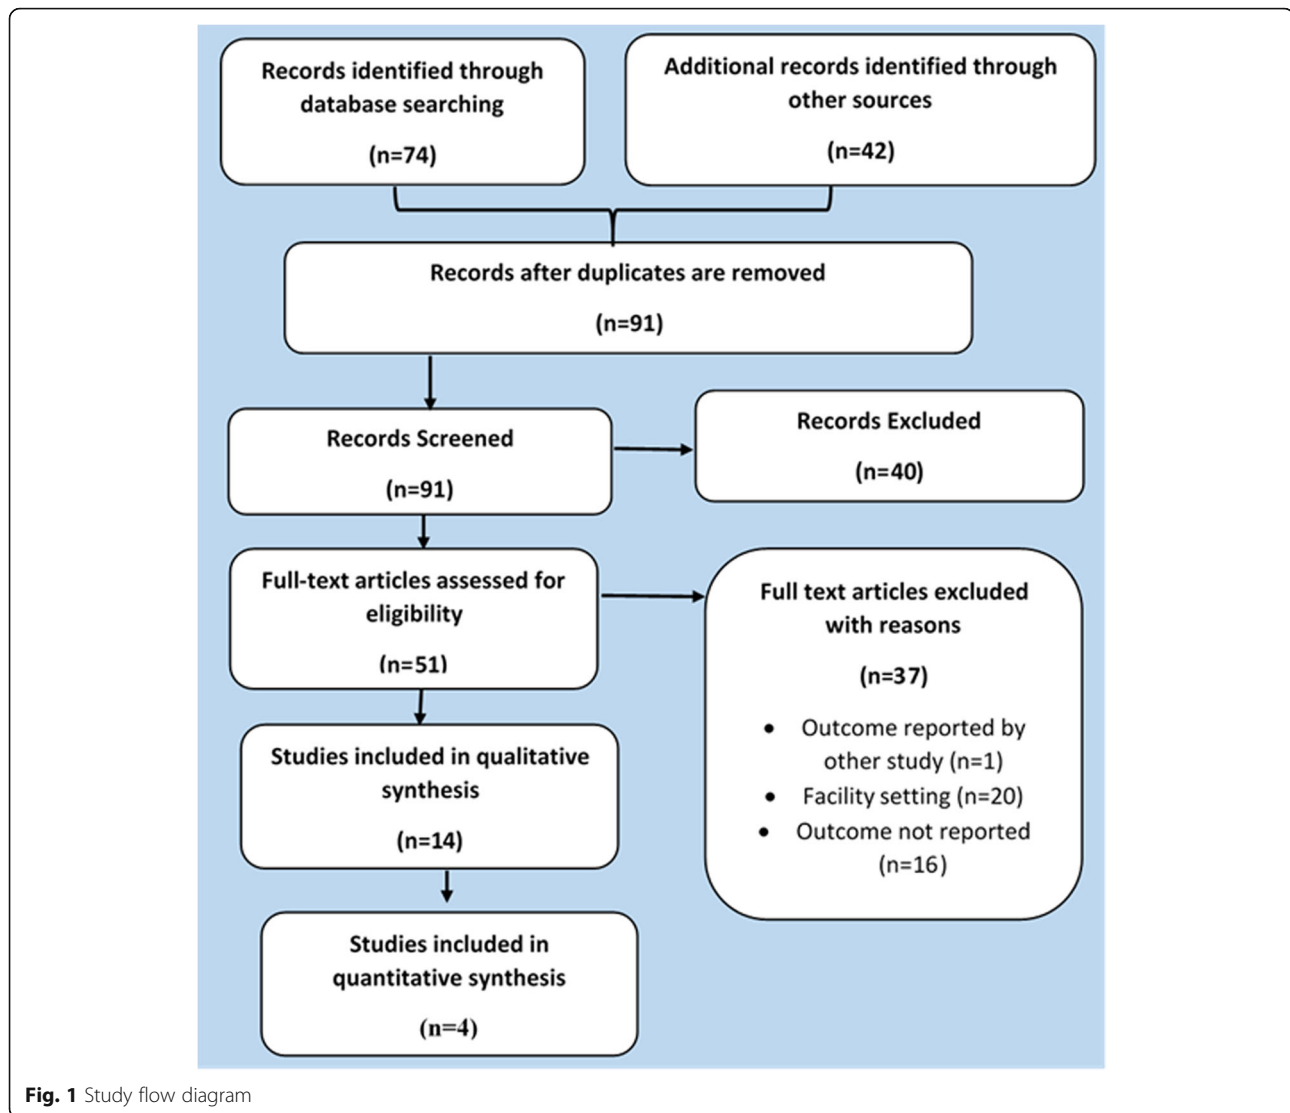 Records identified through
database searching
(n=74)
Additional records identified through
other sources
(n=42)
Records after duplicates are removed
(n=91)
Records Screened
(n=91)
Records Excluded
(n=40)
Full-text articles assessed for
eligibility
(n=51)
Full text articles excluded
with reasons
(n=37)
• Outcome reported by
other study (n=1)
• Facility setting (n=20)
• Outcome not reported
(n=16)
Studies included in qualitative
synthesis
(n=14)
Studies included in
quantitative synthesis
(n=4)
Fig. 1 Study flow diagram